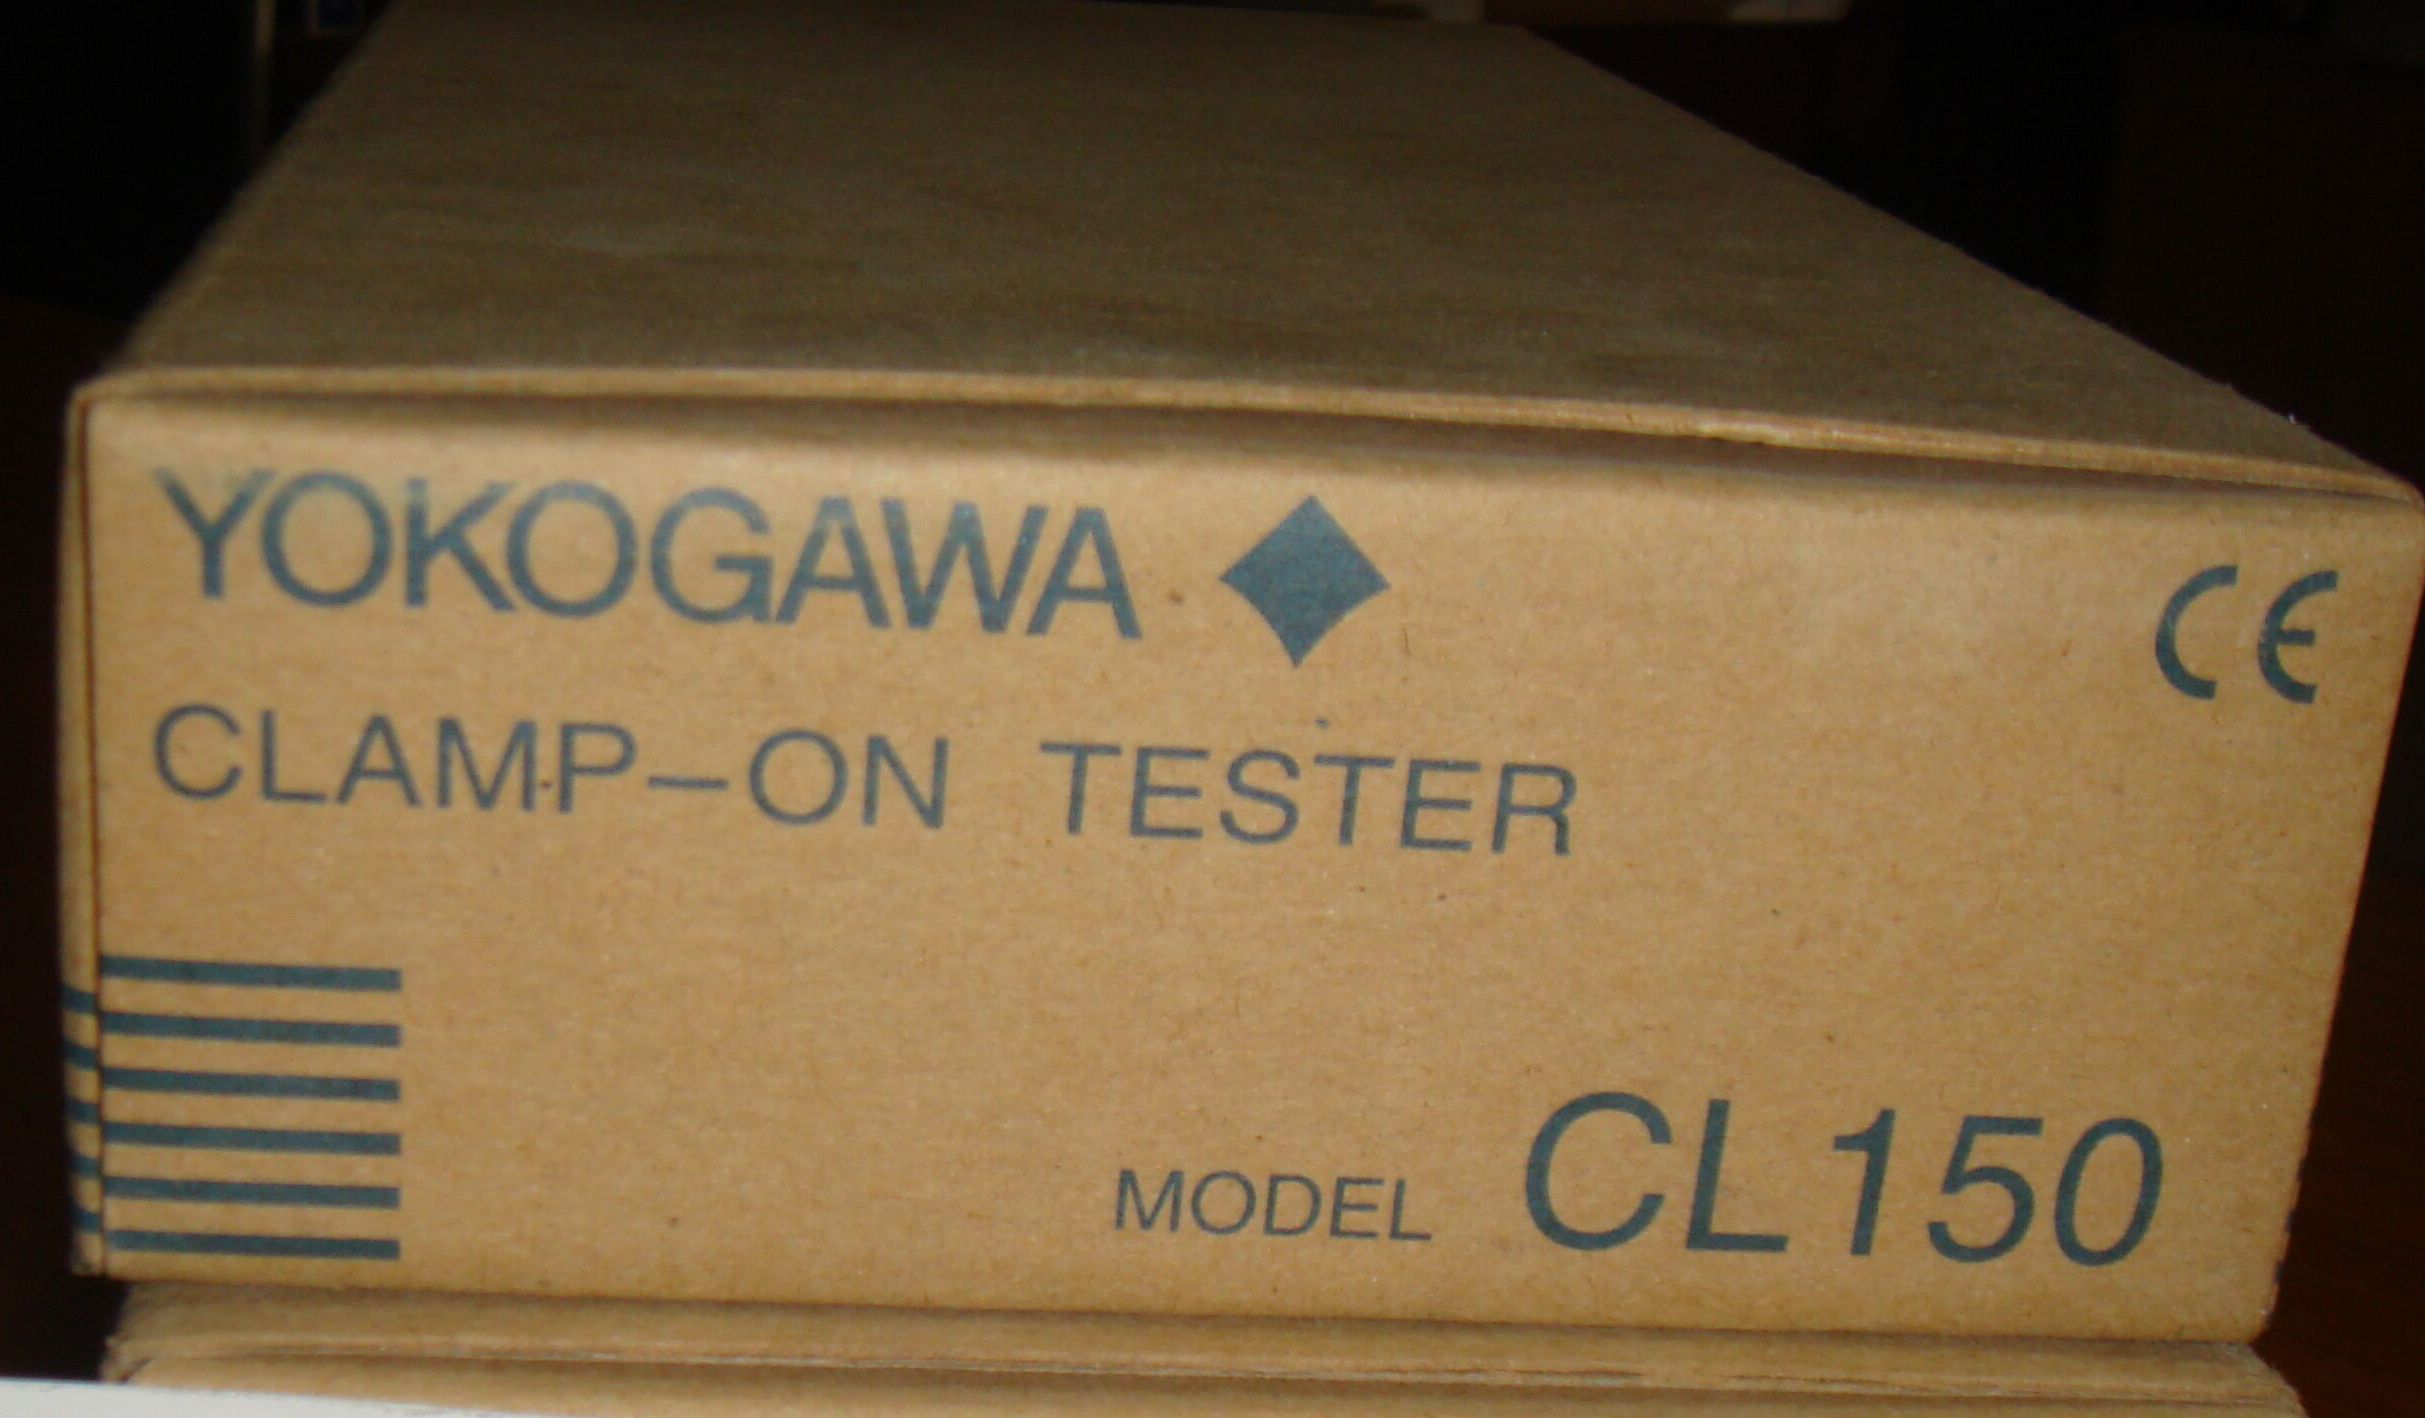 YOKOGAWA
CE
CLAMP-ON TESTER
MODEL CL150